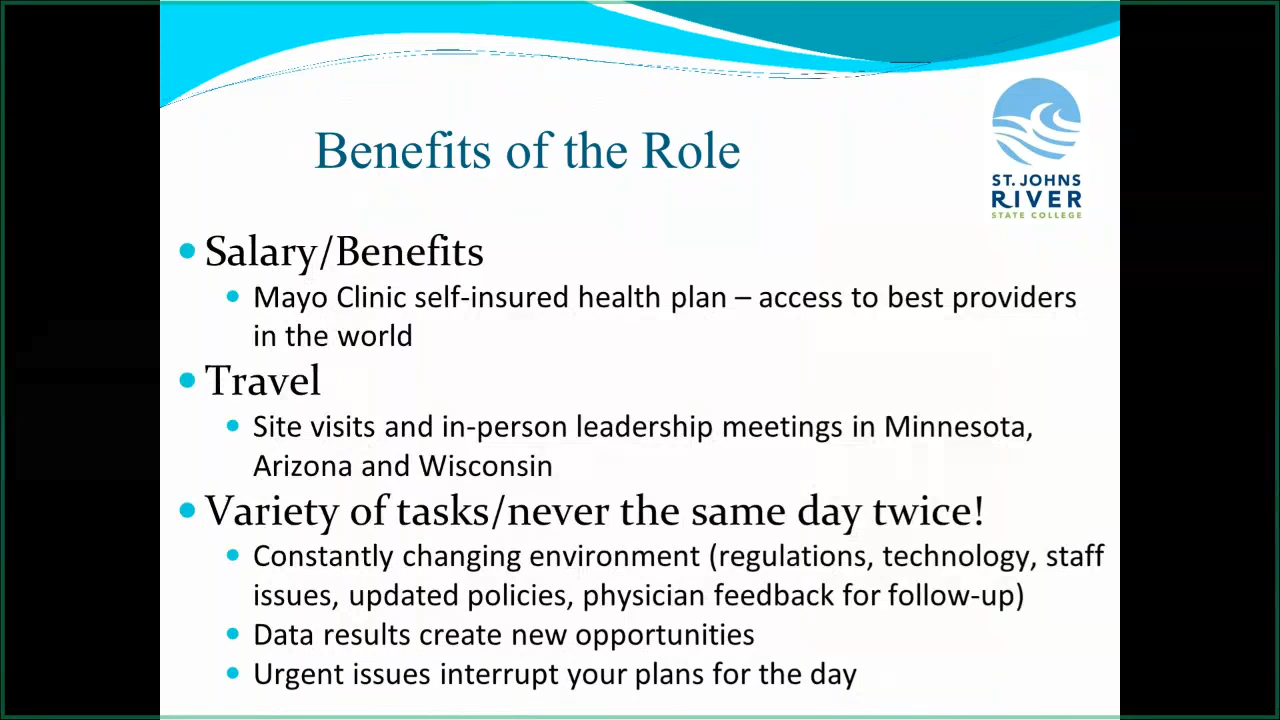 Benefits of the Role
ST. JOHNS
RIVER
STATE COLLEGE
• Salary/Benefits
• Mayo Clinic self-insured health plan – access to best providers
in the world
• Travel
• Site visits and in-person leadership meetings in Minnesota,
Arizona and Wisconsin
• Variety of tasks/never the same day twice!
• Constantly changing environment (regulations, technology, staff
issues, updated policies, physician feedback for follow-up)
• Data results create new opportunities
• Urgent issues interrupt your plans for the day